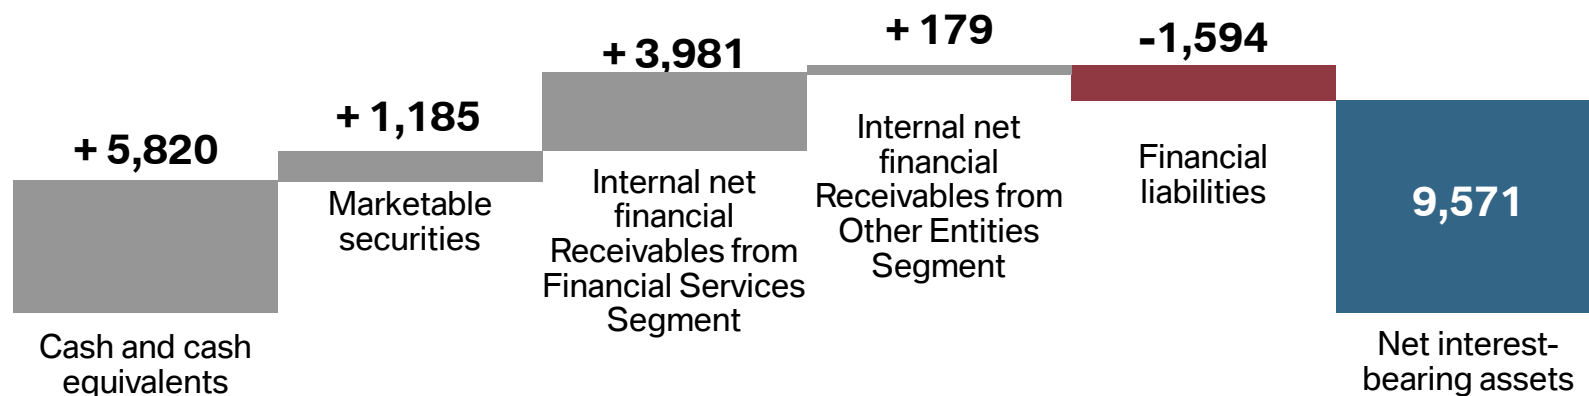 + 5,820
Cash and cash
equivalents
+ 1,185
Marketable
securities
+ 3,981
Internal net
financial
Receivables from
Financial Services
Segment
+ 179
Internal net
financial
Receivables from
Other Entities
Segment
-1,594
Financial
liabilities
9,571
Net interest-
bearing assets